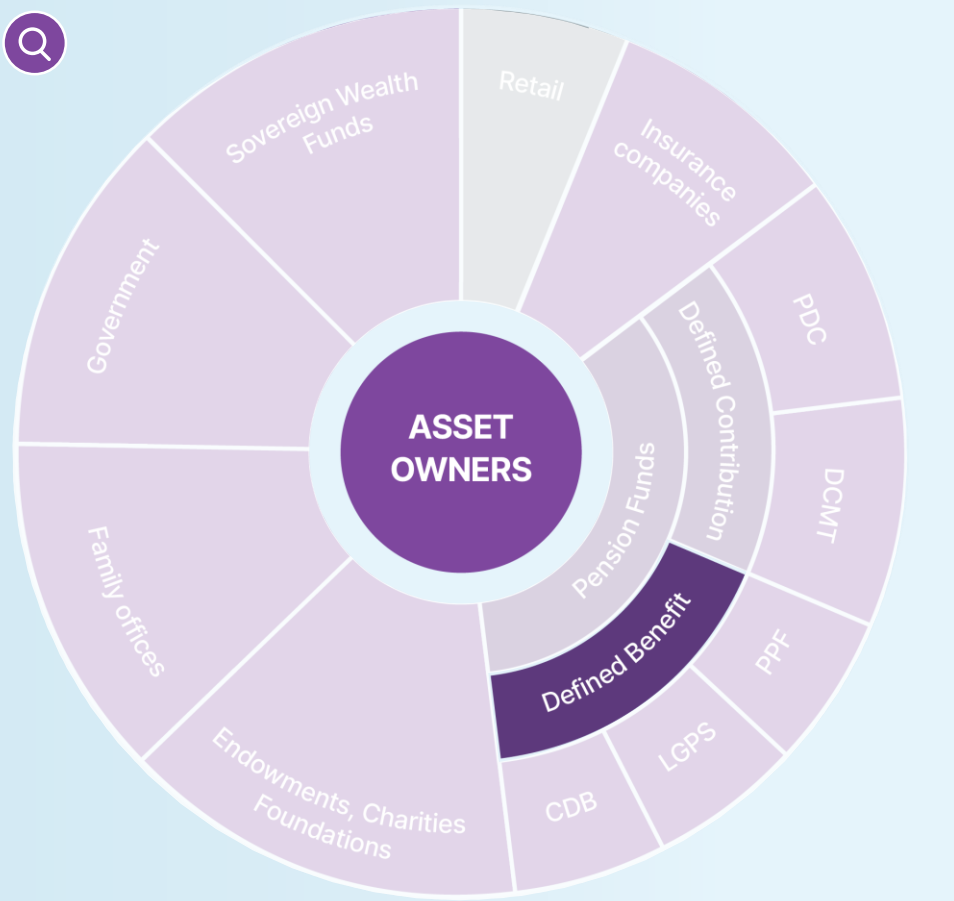 ASSET
OWNERS
Retail
Insurance
companies
Pension Funds
Defined Contribution
PDC
DCMT
Defined Benefit
PPF
LGPS
CDB
Endowments, Charities
Foundations
Family offices
Government
Sovereign Wealth
Funds